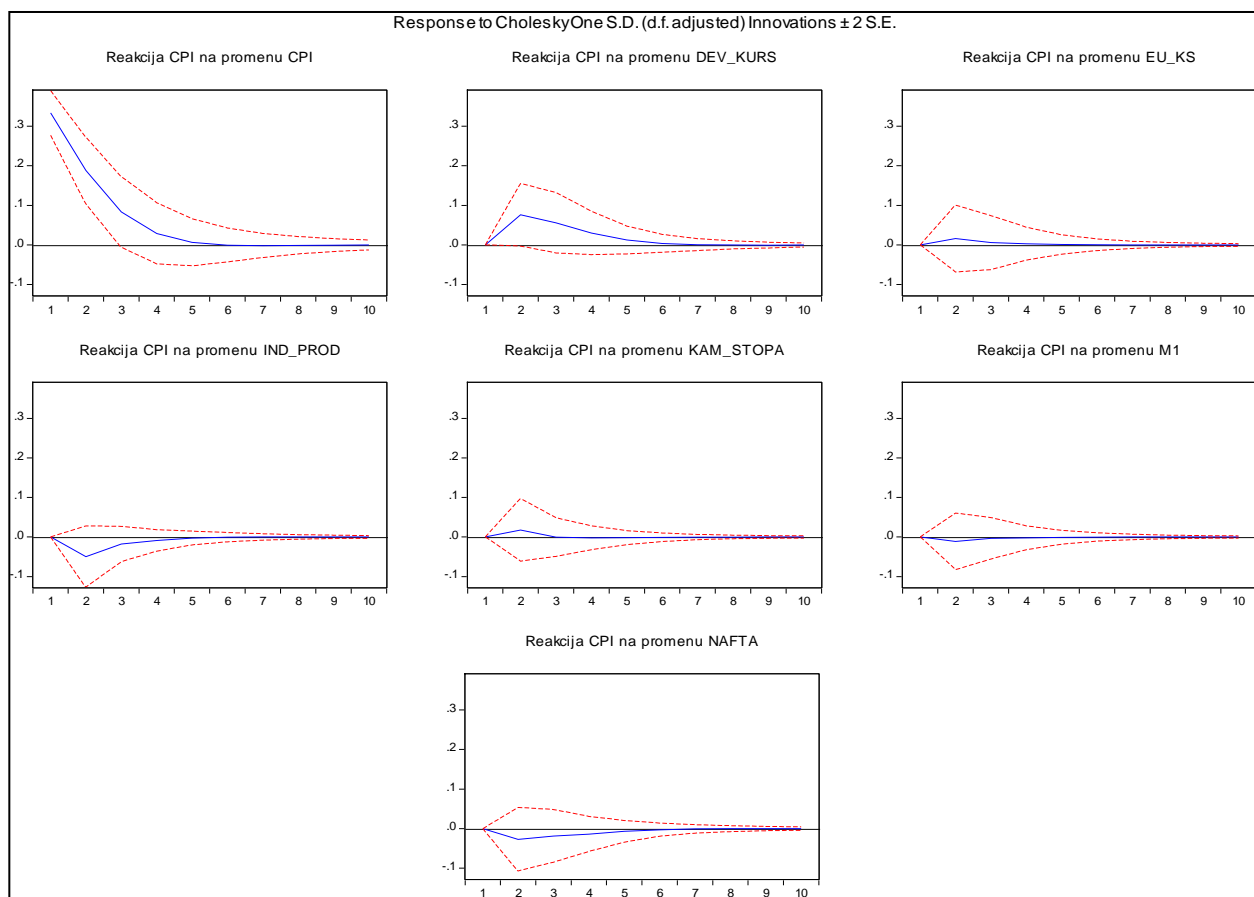 Response to Cholesky One S.D. (d.f. adjusted) Innovations ± 2 S.E.
Reakcija CPI na promenu CPI
.3
.2
.1
.0
-.1
1 2 3 4 5 6 7 8 9 10
Reakcija CPI na promenu DEV_KURS
.3
.2
.1
.0
-.1
1 2 3 4 5 6 7 8 9 10
Reakcija CPI na promenu EU_KS
.3
.2
.1
.0
-.1
1 2 3 4 5 6 7 8 9 10
Reakcija CPI na promenu IND_PROD
.3
.2
.1
.0
-.1
1 2 3 4 5 6 7 8 9 10
Reakcija CPI na promenu KAM_STOPA
.3
.2
.1
.0
-.1
1 2 3 4 5 6 7 8 9 10
Reakcija CPI na promenu M1
.3
.2
.1
.0
-.1
1 2 3 4 5 6 7 8 9 10
Reakcija CPI na promenu NAFTA
.3
.2
.1
.0
-.1
1 2 3 4 5 6 7 8 9 10